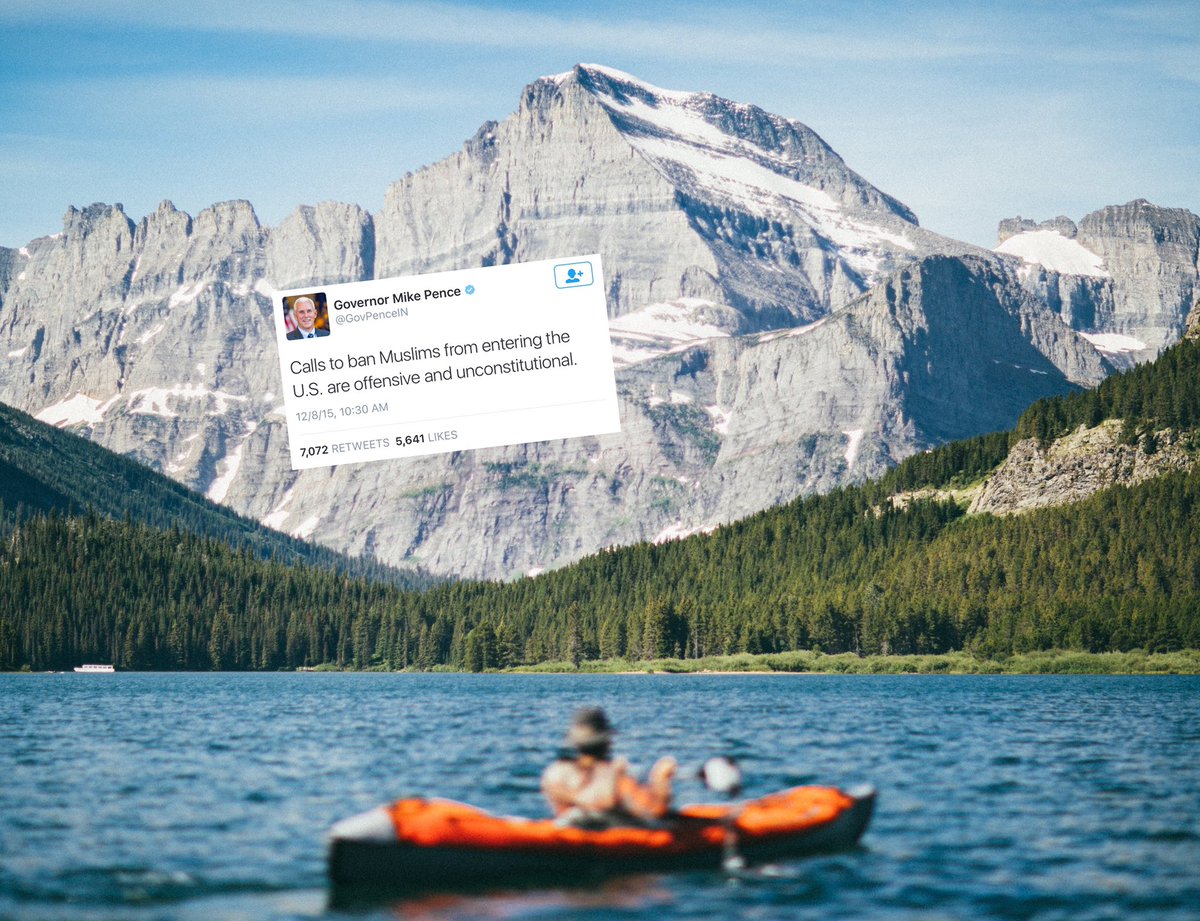 Governor Mike Pence
@GovPenceIN
Calls to ban Muslims from entering the
U.S. are offensive and unconstitutional.
12/8/15, 10:30 AM
7,072 RETWEETS 5,641 LIKES